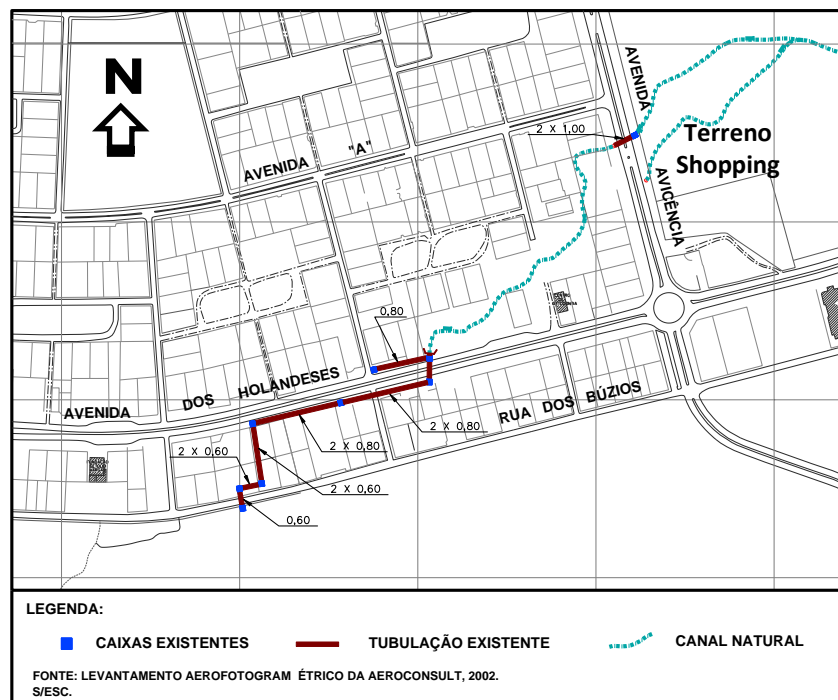 N
AVENIDA
AVICÊNCIA
2 X 1,00
Terreno
Shopping
AVENIDA "A"
0,80
AVENIDA DOS HOLANDESES
RUA DOS BÚZIOS
2 X 0,80
2 X 0,80
2 X 0,60
2 X 0,60
0,60
LEGENDA:
CAIXAS EXISTENTES
TUBULAÇÃO EXISTENTE
CANAL NATURAL
FONTE: LEVANTAMENTO AEROFOTOGRAM ÉTRICO DA AEROCONSULT, 2002.
S/ESC.